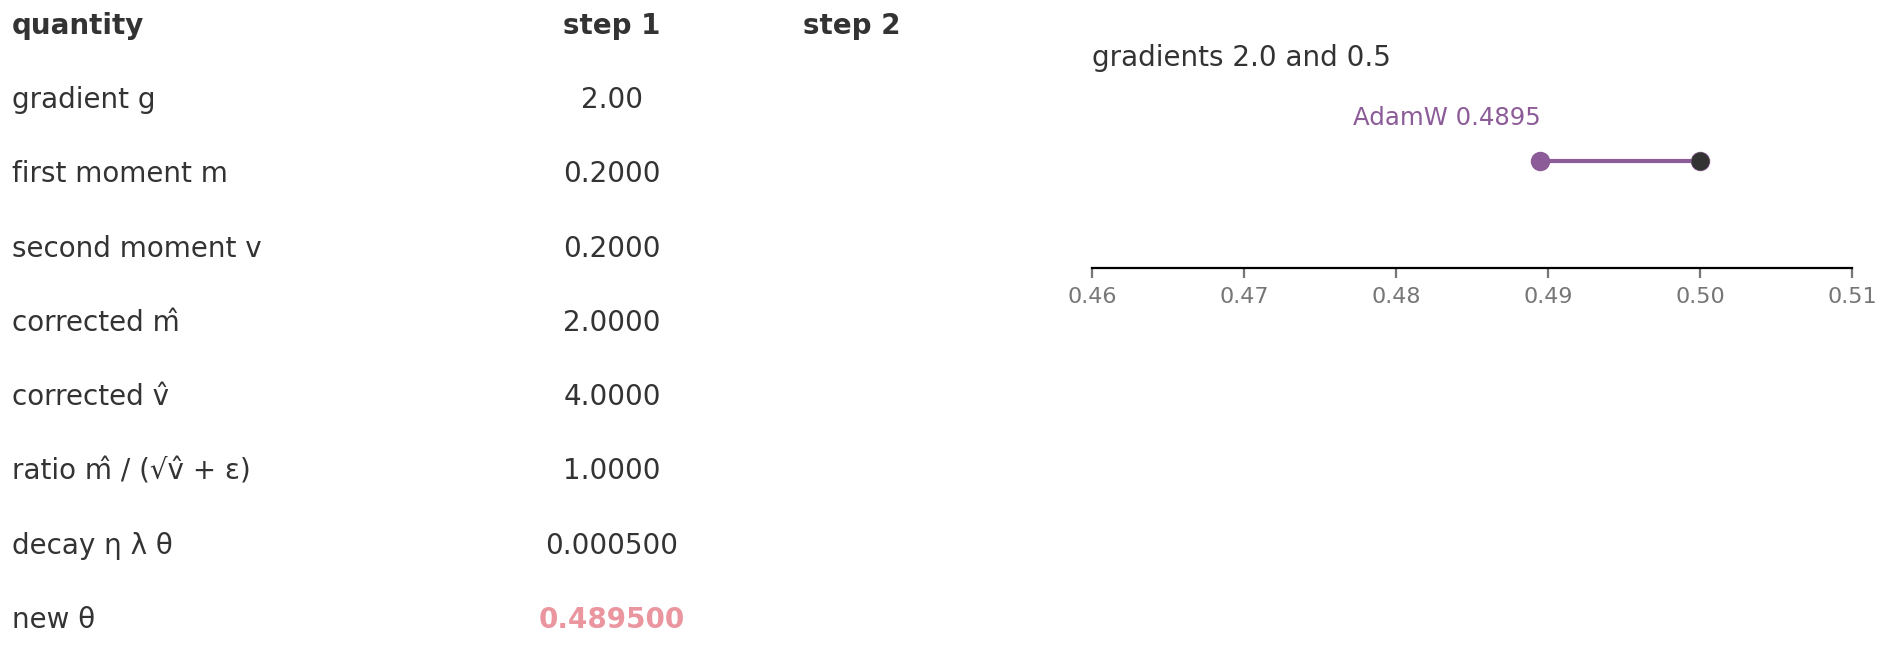 quantity step 1 step 2
gradient g 2.00
first moment m 0.2000
second moment v 0.2000
corrected m̂ 2.0000
corrected v̂ 4.0000
ratio m̂ / (√v̂ + ε) 1.0000
decay η λ θ 0.000500
new θ 0.489500
gradients 2.0 and 0.5
AdamW 0.4895
0.46 0.47 0.48 0.49 0.50 0.51